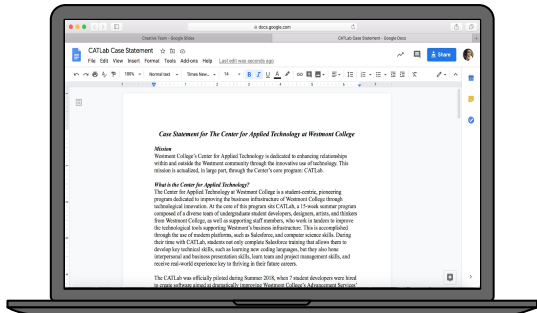 docs.google.com
Creative Team - Google Slides
CATLab Case Statement - Google Docs
CATLab Case Statement
File Edit View Insert Format Tools Add-ons Help Last edit was seconds ago
Share
100% Normal text Times New... 14 B I U A
Case Statement for The Center for Applied Technology at Westmont College
Mission
Westmont College's Center for Applied Technology is dedicated to enhancing relationships
within and outside the Westmont community through the innovative use of technology. This
mission is actualized, in large part, through the Center's core program: CATLab.
What is the Center for Applied Technology?
The Center for Applied Technology at Westmont College is a student-centric, pioneering
program dedicated to improving the business infrastructure of Westmont College through
technological innovation. At the core of this program sits CATLab, a 15-week summer program
composed of a diverse team of undergraduate student developers, designers, artists, and thinkers
from Westmont College, as well as supporting staff members, who work in tandem to improve
the technological tools supporting Westmont's business infrastructure. This is accomplished
through the use of modern platforms, such as Salesforce, and computer science skills. During
their time with CATLab, students not only complete Salesforce training that allows them to
develop key technical skills, such as learning new coding languages, but they also hone
interpersonal and business presentation skills, learn team and project management skills, and
receive real-world experience key to thriving in their future careers.
The CATLab was officially piloted during Summer 2018, when 7 student developers were hired
to create software aimed at dramatically improving Westmont College's Advancement Services'